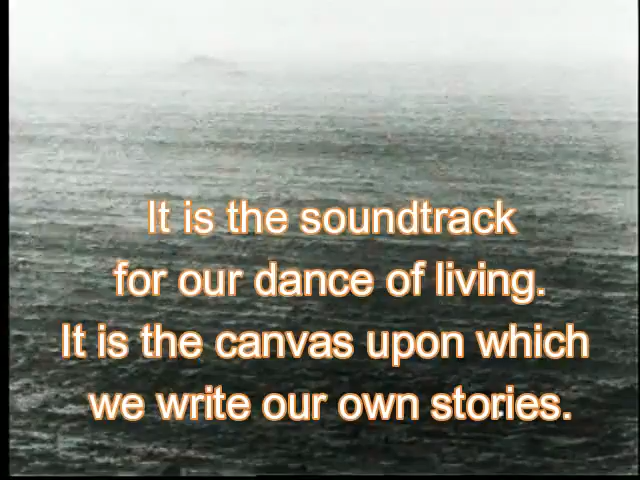 It is the soundtrack
for our dance of living.
It is the canvas upon which
we write our own stories.